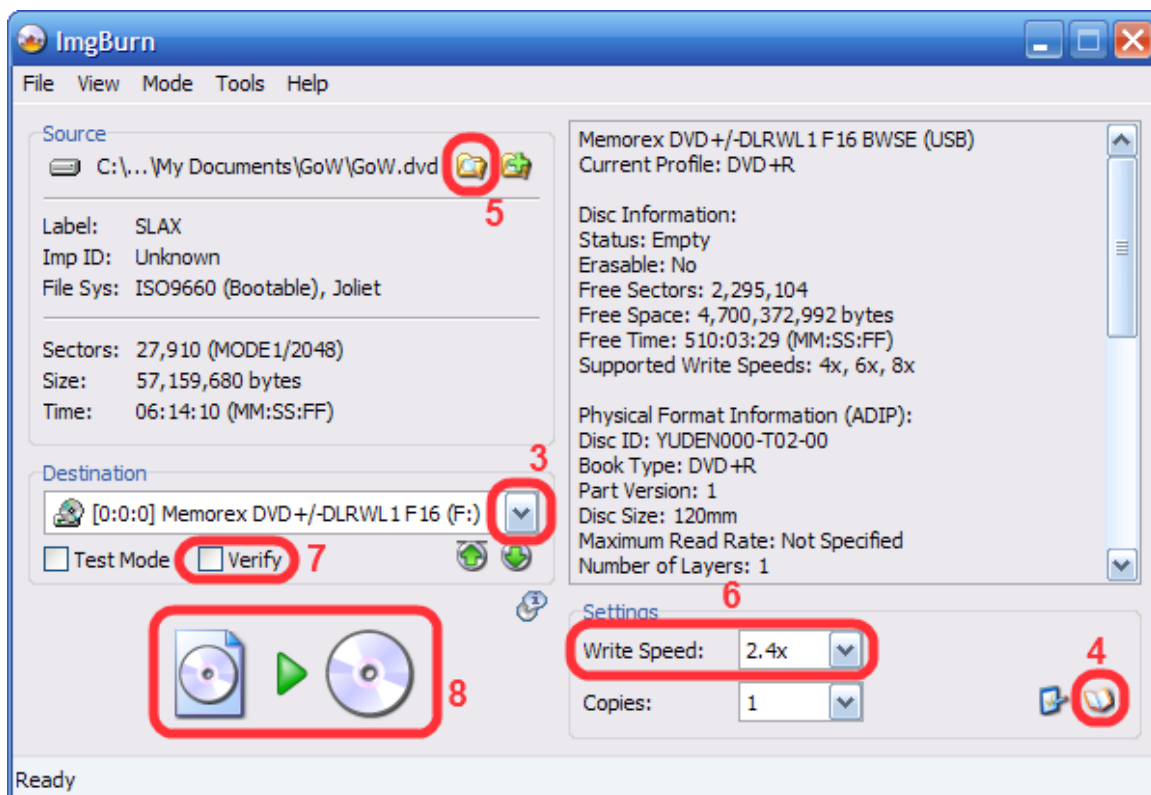 ImgBurn
File View Mode Tools Help
Source
C:\...\My Documents\GoW\GoW.dvd
5
Label: SLAX
Imp ID: Unknown
File Sys: ISO9660 (Bootable), Joliet
Sectors: 27,910 (MODE1/2048)
Size: 57,159,680 bytes
Time: 06:14:10 (MM:SS:FF)
Destination
3
[0:0:0] Memorex DVD+/-DLRWL1 F16 (F:)
Test Mode Verify 7
8
Memorex DVD+/-DLRWL1 F16 BWSE (USB)
Current Profile: DVD+R
Disc Information:
Status: Empty
Erasable: No
Free Sectors: 2,295,104
Free Space: 4,700,372,992 bytes
Free Time: 510:03:29 (MM:SS:FF)
Supported Write Speeds: 4x, 6x, 8x
Physical Format Information (ADIP):
Disc ID: YUDEN000-T02-00
Book Type: DVD+R
Part Version: 1
Disc Size: 120mm
Maximum Read Rate: Not Specified
Number of Layers: 1
6
Settings
Write Speed: 2.4x
4
Copies: 1
Ready